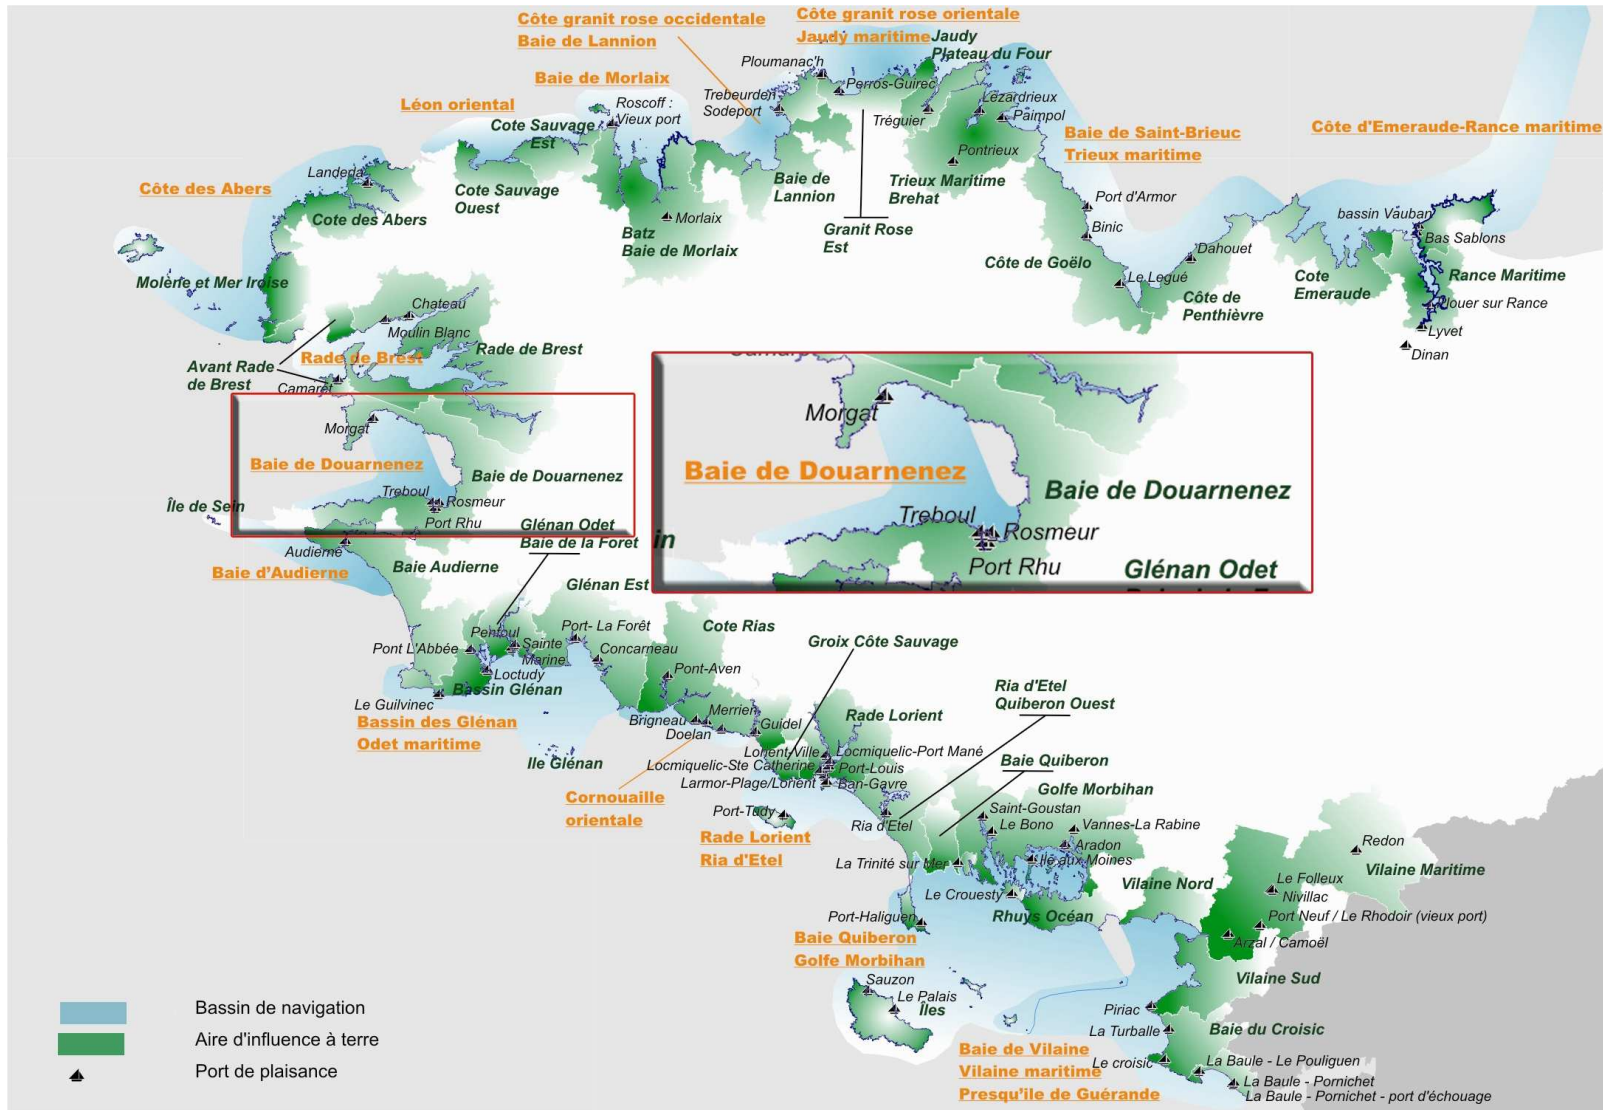 Côte granit rose occidentale
Baie de Lannion
Côte granit rose orientale
Jaudy maritime
Jaudy
Plateau du Four
Ploumanac'h
Perros-Guirec
Baie de Morlaix
Trebeurden
Sodeport
Lézardrieux
Paimpol
Tréguier
Léon oriental
Roscoff :
Vieux port
Cote Sauvage
Est
Baie de Saint-Brieuc
Trieux maritime
Côte d'Emeraude-Rance maritime
Pontrieux
Landeda
Côte des Abers
Cote Sauvage
Ouest
Baie de
Lannion
Trieux Maritime
Brehat
Cote des Abers
Morlaix
Batz
Baie de Morlaix
Granit Rose
Est
Port d'Armor
Binic
bassin Vauban
Bas Sablons
Dahouet
Côte de Goëlo
Le Legué
Côte de
Penthièvre
Cote
Emeraude
Rance Maritime
Plouer sur Rance
Lyvet
Dinan
Molène et Mer Iroise
Chateau
Moulin Blanc
Rade de Brest
Rade de Brest
Avant Rade
de Brest
Camaret
Morgat
Baie de Douarnenez
Baie de Douarnenez
Treboul
Rosmeur
Port Rhu
Île de Sein
Morgat
Baie de Douarnenez
Baie de Douarnenez
Treboul
Rosmeur
Port Rhu
Glénan Odet
in
Glénan Odet
Baie de la Foret
Audierne
Baie d'Audierne
Baie Audierne
Glénan Est
Port- La Forêt
Cote Rias
Penfoul
Pont L'Abbée
Sainte
Marine
Concarneau
Loctudy
Pont-Aven
Groix Côte Sauvage
Bassin Glénan
Le Guilvinec
Bassin des Glénan
Odet maritime
Ile Glénan
Merrien
Brigneau
Doelan
Guidel
Rade Lorient
Ria d'Etel
Quiberon Ouest
Lorient-Ville
Locmiquelic-Port Mané
Locmiquelic-Ste Catherine
Port-Louis
Larmor-Plage/Lorient
Ban-Gavre
Baie Quiberon
Golfe Morbihan
Cornouaille
orientale
Port-Tudy
Rade Lorient
Ria d'Etel
Ria d'Etel
Saint-Goustan
Le Bono
Vannes-La Rabine
Aradon
Ile aux Moines
La Trinité sur Mer
Le Crouesty
Vilaine Nord
Redon
Vilaine Maritime
Le Folleux
Nivillac
Port Neuf / Le Rhodoir (vieux port)
Arzal / Camoël
Port-Haliguen
Rhuys Océan
Baie Quiberon
Golfe Morbihan
Sauzon
Le Palais
Îles
Vilaine Sud
Piriac
La Turballe
Baie du Croisic
Le croisic
La Baule - Le Pouliguen
La Baule - Pornichet
La Baule - Pornichet - port d'échouage
Baie de Vilaine
Vilaine maritime
Presqu'ile de Guérande
Bassin de navigation
Aire d'influence à terre
Port de plaisance